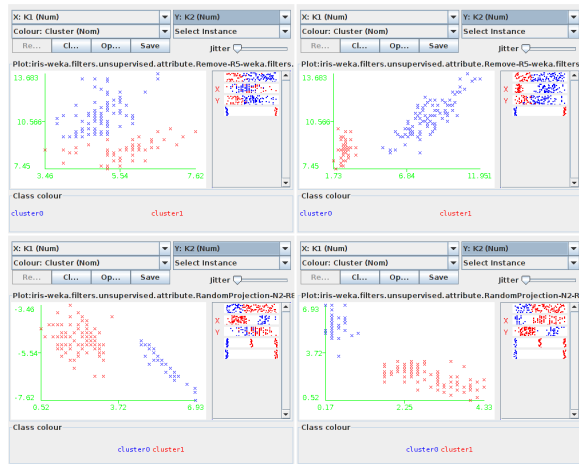 X: K1 (Num) Y: K2 (Num)
Colour: Cluster (Nom) Select Instance
Re... Cl... Op... Save Jitter
Plot:iris-weka.filters.unsupervised.attribute.Remove-R5-weka.filters.
13.683
10.566
7.45
3.46 5.54 7.62
X
Y
Class colour
cluster0 cluster1
X: K1 (Num) Y: K2 (Num)
Colour: Cluster (Nom) Select Instance
Re... Cl... Op... Save Jitter
Plot:iris-weka.filters.unsupervised.attribute.Remove-R5-weka.filters
13.683
10.566
7.45
1.73 6.84 11.951
X
Y
Class colour
cluster0 cluster1
X: K1 (Num) Y: K2 (Num)
Colour: Cluster (Nom) Select Instance
Re... Cl... Op... Save Jitter
Plot:iris-weka.filters.unsupervised.attribute.RandomProjection-N2-RE
-3.46
-5.54
-7.62
0.52 3.72 6.93
X
Y
Class colour
cluster0 cluster1
X: K1 (Num) Y: K2 (Num)
Colour: Cluster (Nom) Select Instance
Re... Cl... Op... Save Jitter
Plot:iris-weka.filters.unsupervised.attribute.RandomProjection-N2-R
6.93
3.72
0.52
0.17 2.25 4.33
X
Y
Class colour
cluster0 cluster1